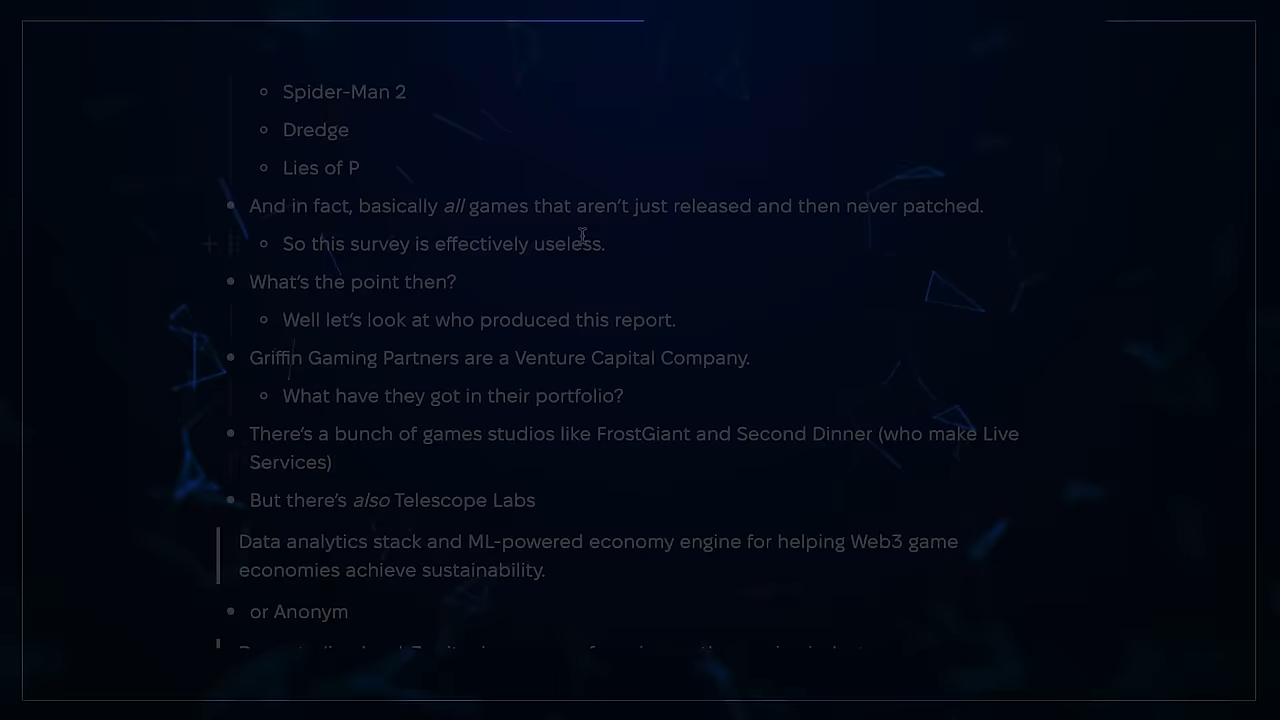 Spider-Man 2
Dredge
Lies of P
And in fact, basically all games that aren't just released and then never patched.
So this survey is effectively useless.
What's the point then?
Well let's look at who produced this report.
Griffin Gaming Partners are a Venture Capital Company.
What have they got in their portfolio?
There's a bunch of games studios like FrostGiant and Second Dinner (who make Live
Services)
But there's also Telescope Labs
Data analytics stack and ML-powered economy engine for helping Web3 game
economies achieve sustainability.
or Anonym